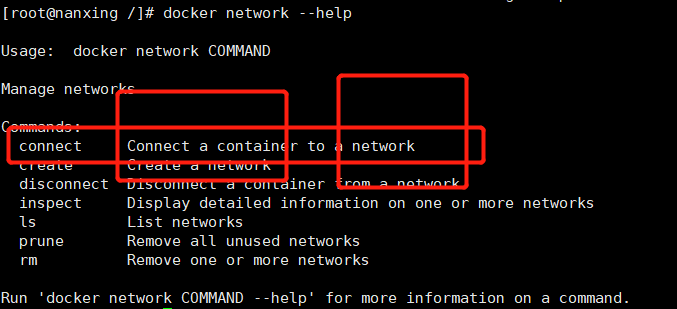 [root@nanxing /]# docker network --help
Usage:  docker network COMMAND
Manage networks
Commands:
  connect     Connect a container to a network
  create      Create a network
  disconnect  Disconnect a container from a network
  inspect     Display detailed information on one or more networks
  ls          List networks
  prune       Remove all unused networks
  rm          Remove one or more networks
Run 'docker network COMMAND --help' for more information on a command.